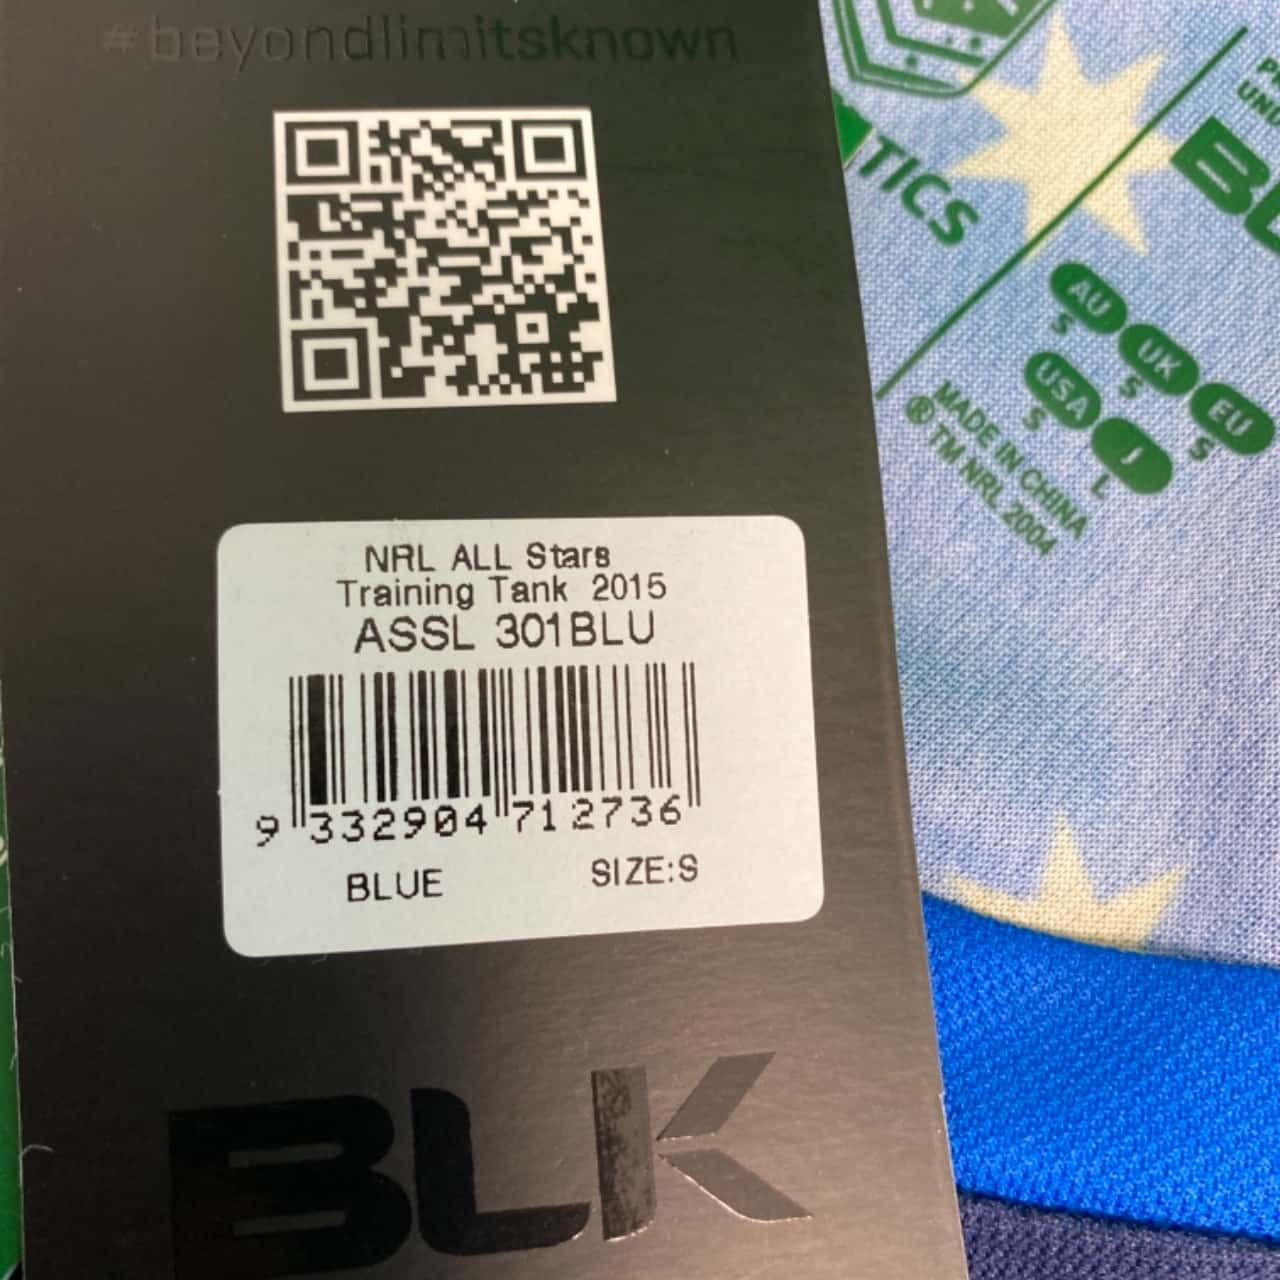 #beyondlimitsknown
NRL ALL Stars
Training Tank 2015
ASSL 301BLU
9 332904 712736
BLUE SIZE:S
BLK
TICS
AU UK EU
S S S
USA J
S L
MADE IN CHINA
® TM NRL 2004